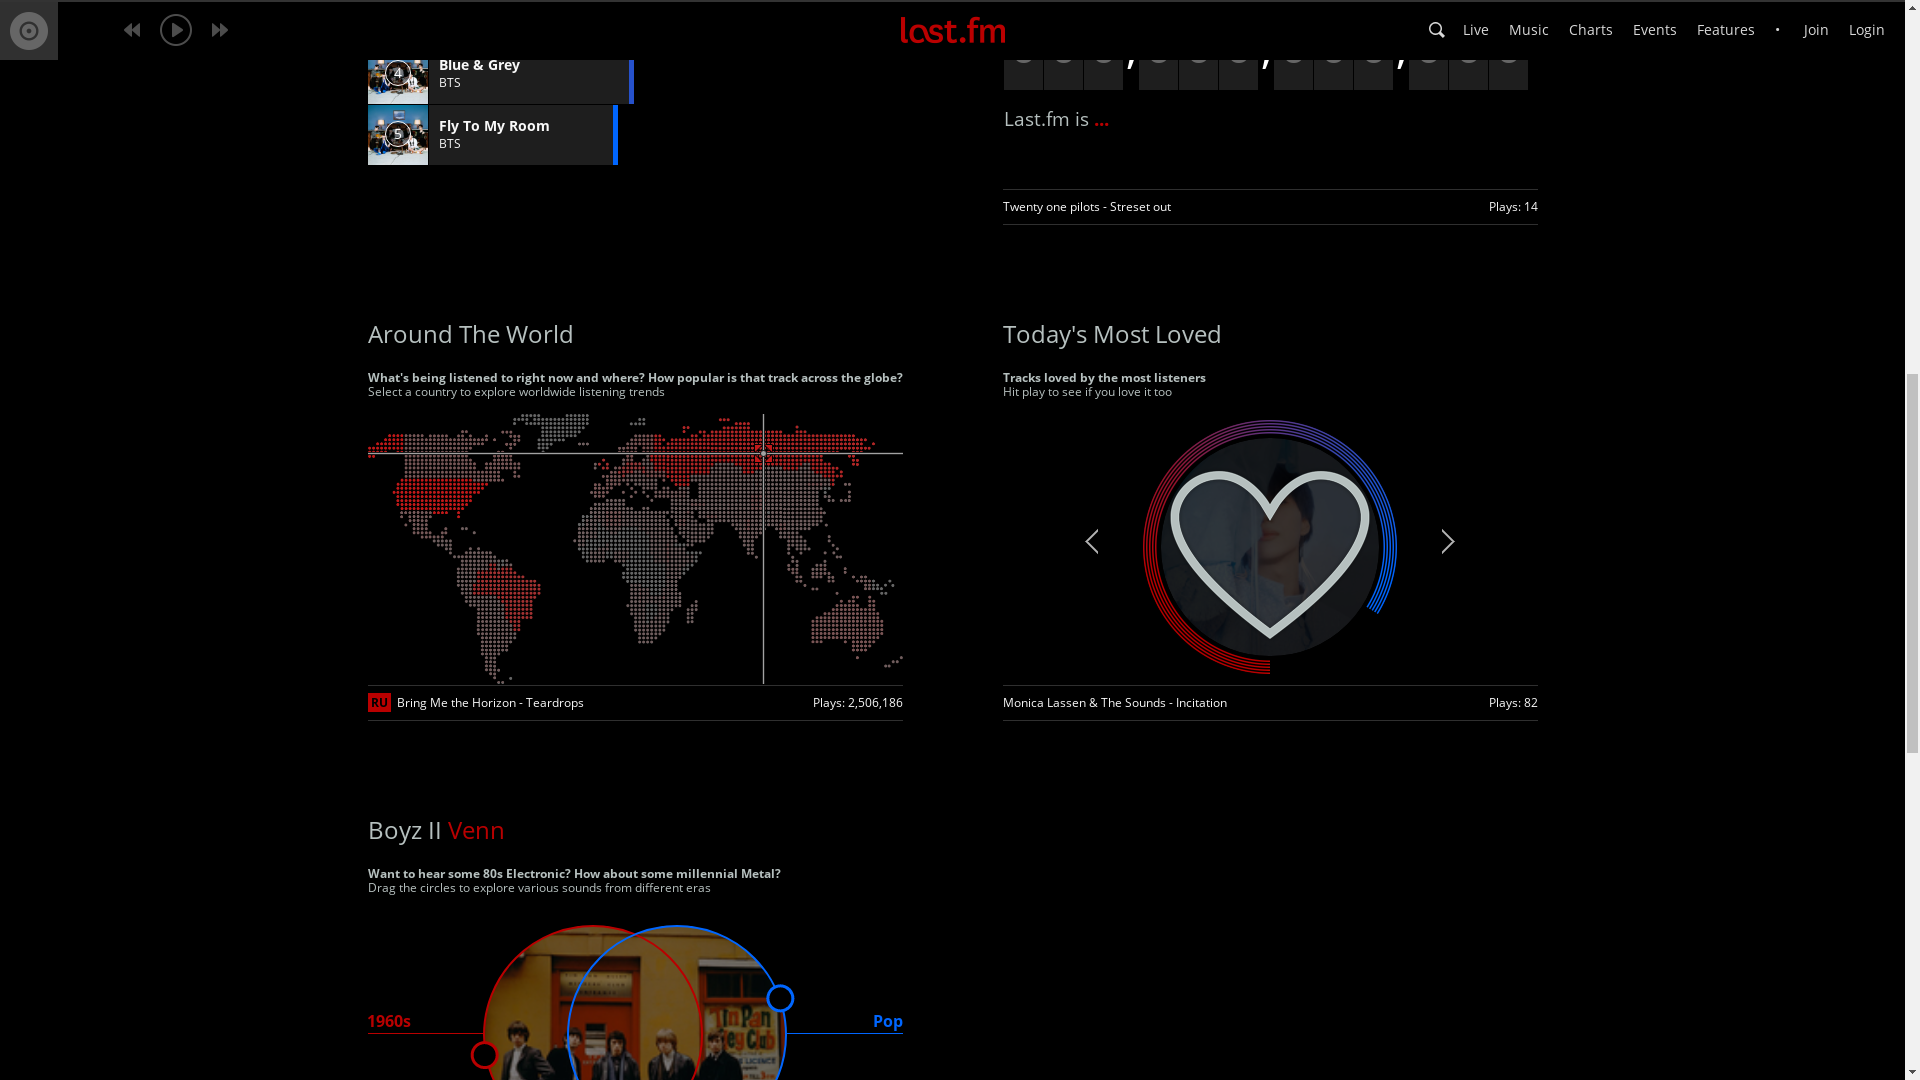 last.fm
Live Music Charts Events Features • Join Login
4
Blue & Grey
BTS
5
Fly To My Room
BTS
Last.fm is ...
Twenty one pilots - Streset out
Plays: 14
Around The World
What's being listened to right now and where? How popular is that track across the globe?
Select a country to explore worldwide listening trends
RU Bring Me the Horizon - Teardrops
Plays: 2,506,186
Today's Most Loved
Tracks loved by the most listeners
Hit play to see if you love it too
Monica Lassen & The Sounds - Incitation
Plays: 82
Boyz II Venn
Want to hear some 80s Electronic? How about some millennial Metal?
Drag the circles to explore various sounds from different eras
1960s
Pop